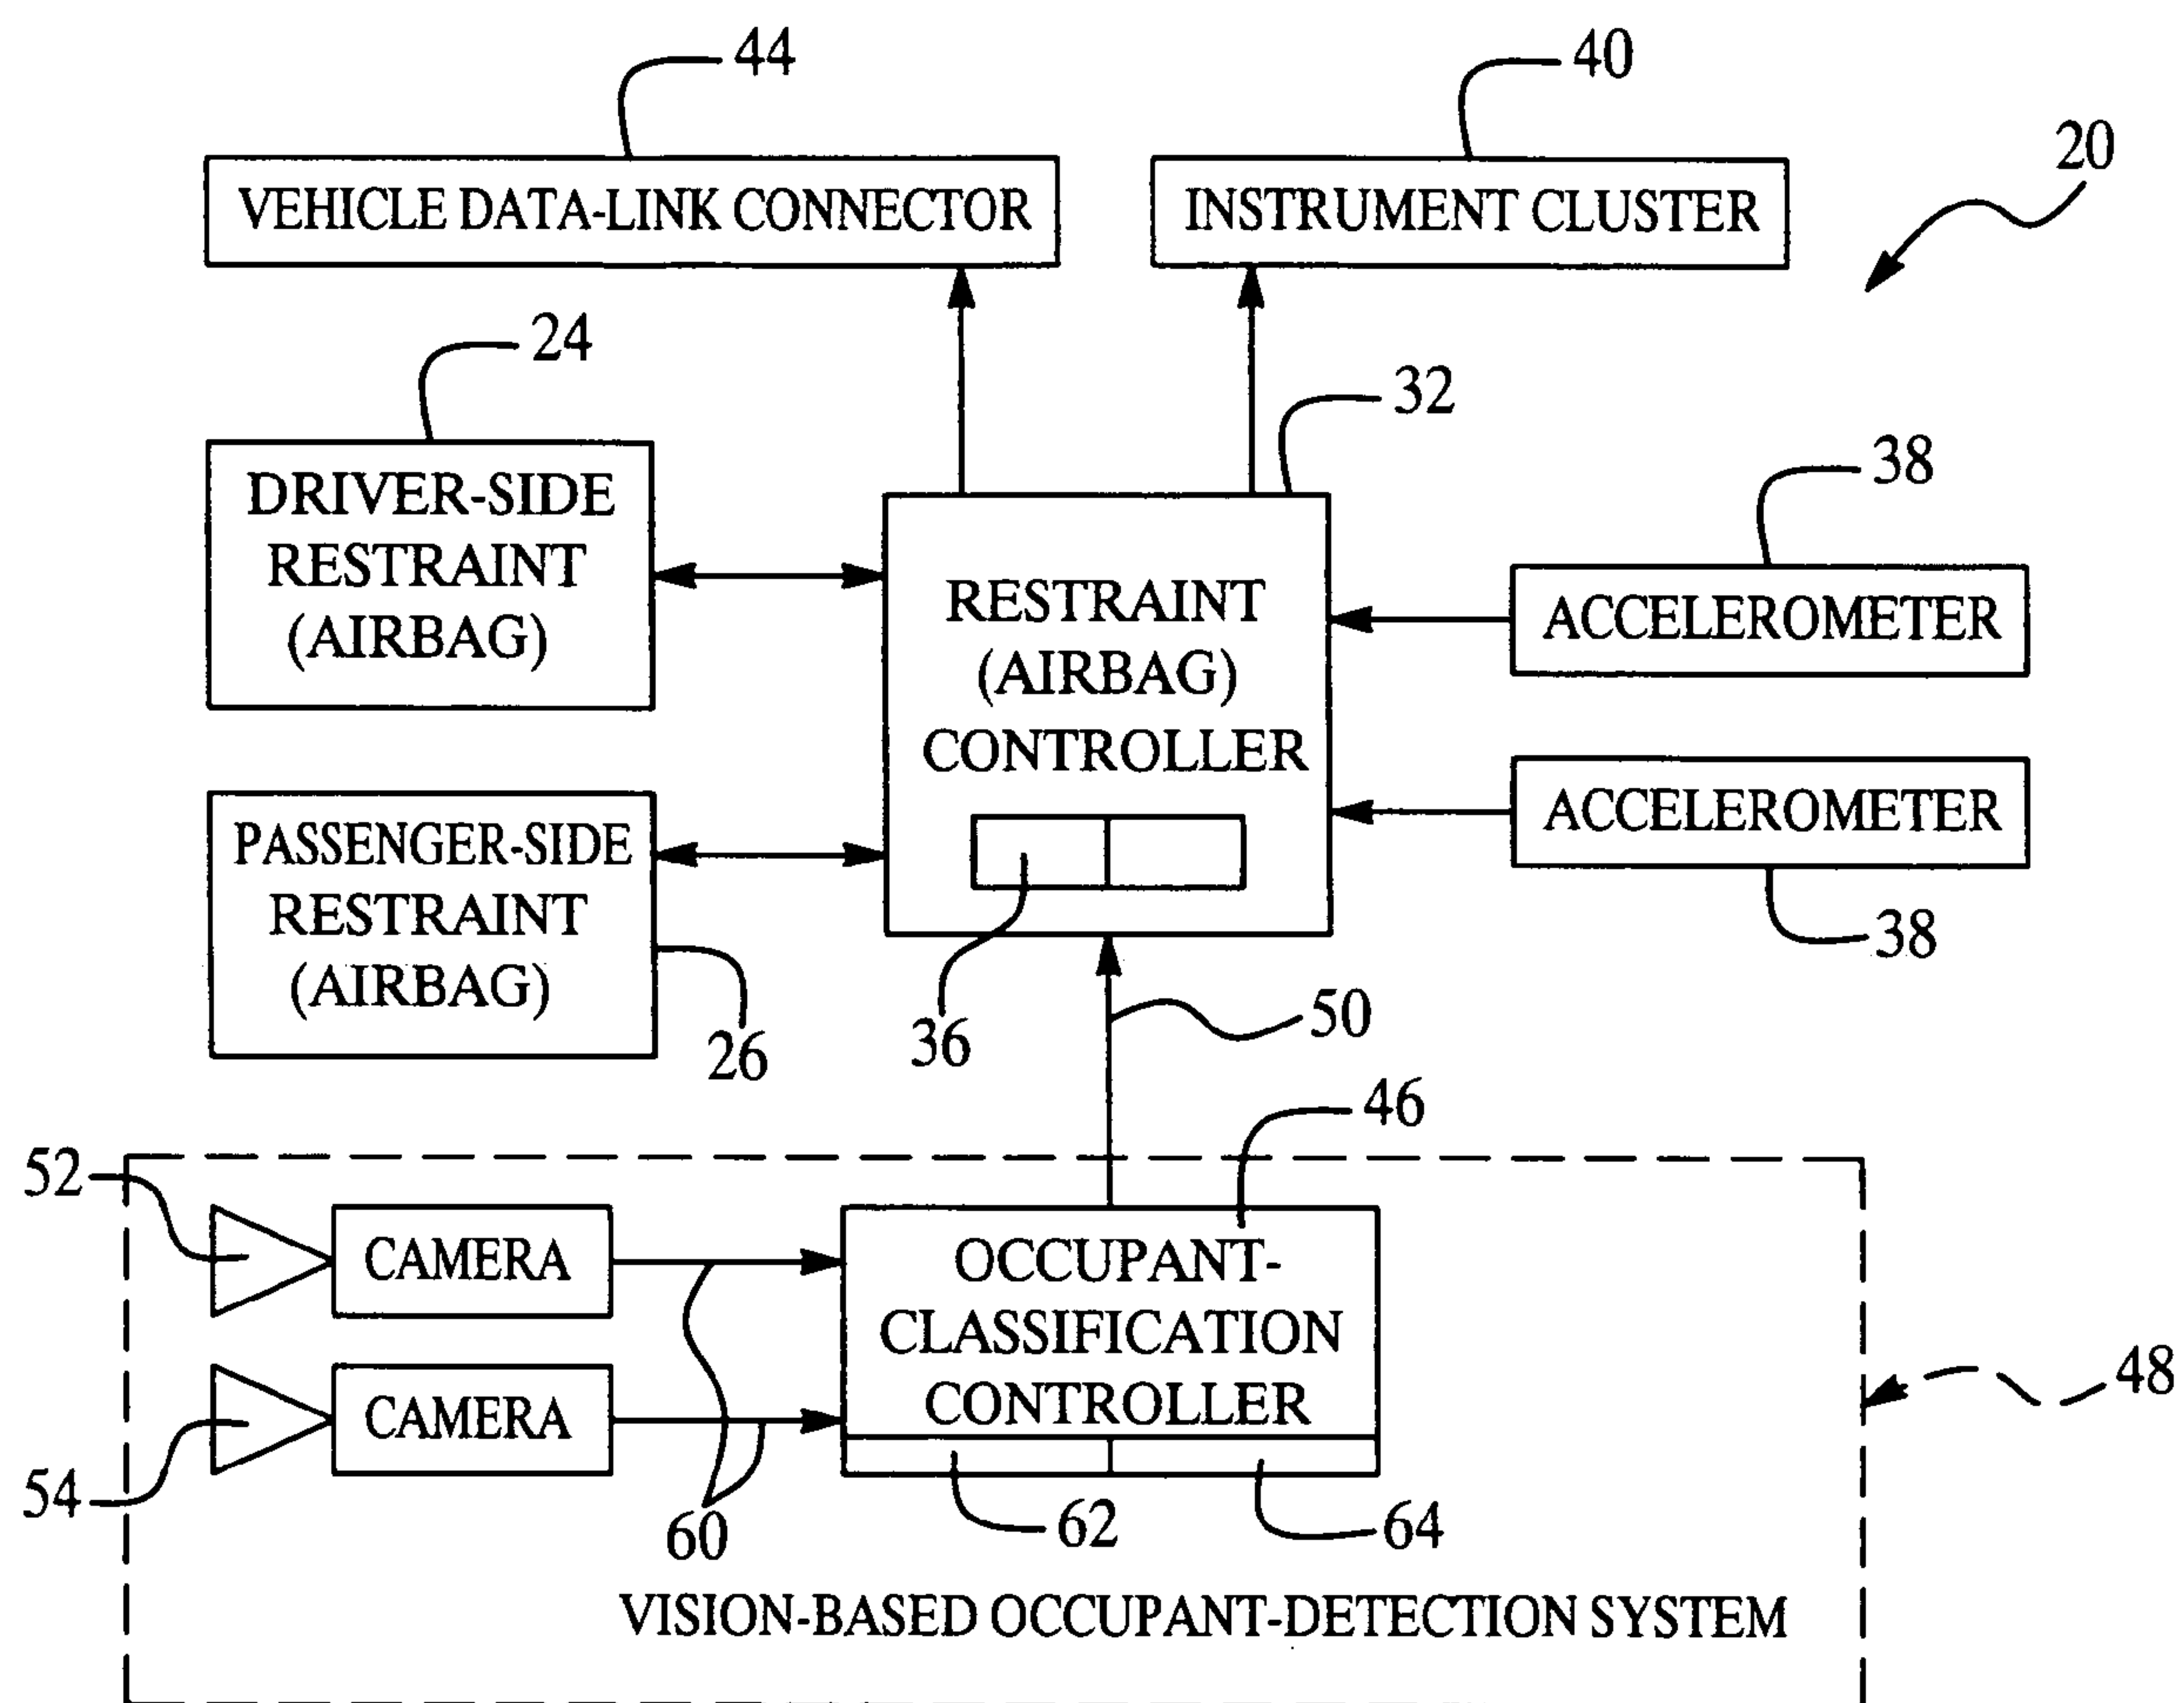 44
40
20
VEHICLE DATA-LINK CONNECTOR
INSTRUMENT CLUSTER
24
32
38
DRIVER-SIDE
RESTRAINT
(AIRBAG)
RESTRAINT
(AIRBAG)
CONTROLLER
ACCELEROMETER
ACCELEROMETER
38
PASSENGER-SIDE
RESTRAINT
(AIRBAG)
26
36
50
46
52
CAMERA
OCCUPANT-
CLASSIFICATION
CONTROLLER
48
CAMERA
54
60
62
64
VISION-BASED OCCUPANT-DETECTION SYSTEM